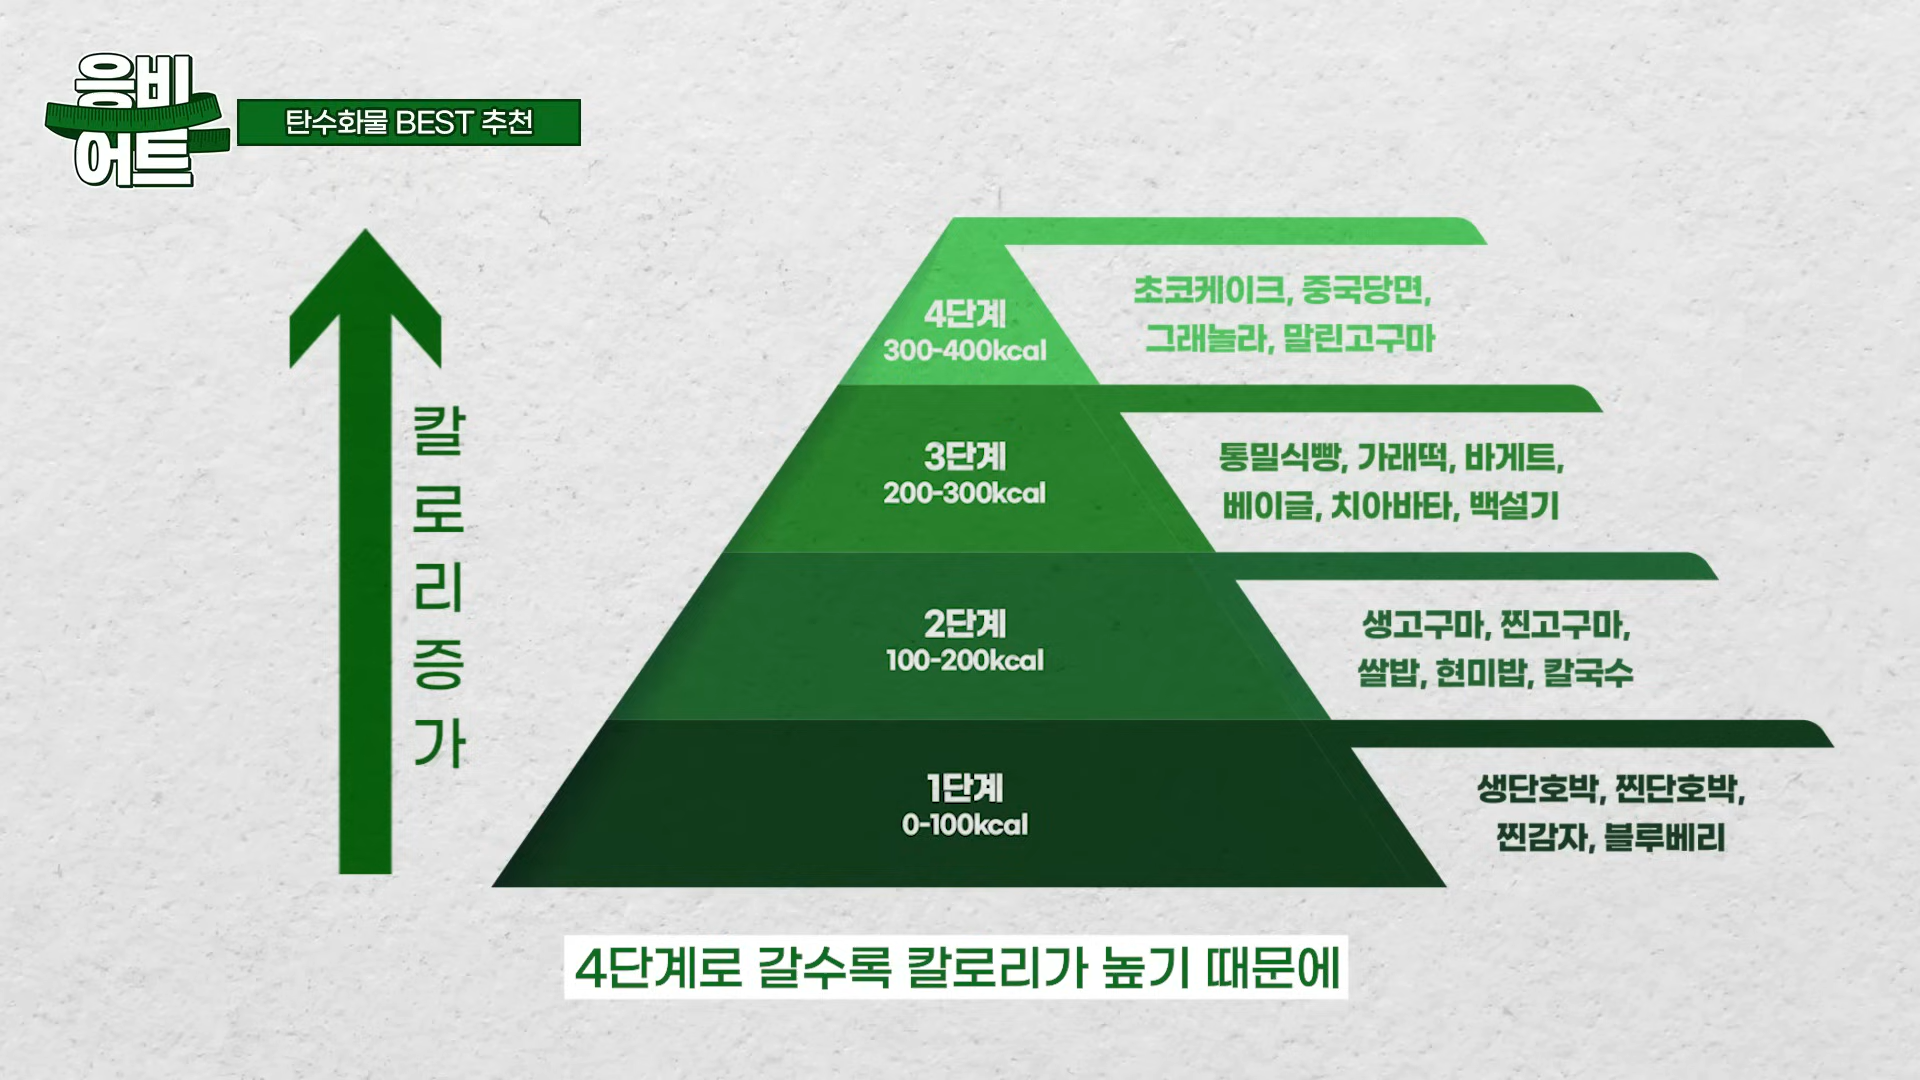 응비
어트
탄수화물 BEST 추천
칼로리증가
4단계
300-400kcal
초코케이크, 중국당면,
그래놀라, 말린고구마
3단계
200-300kcal
통밀식빵, 가래떡, 바게트,
베이글, 치아바타, 백설기
2단계
100-200kcal
생고구마, 찐고구마,
쌀밥, 현미밥, 칼국수
1단계
0-100kcal
생단호박, 찐단호박,
찐감자, 블루베리
4단계로 갈수록 칼로리가 높기 때문에